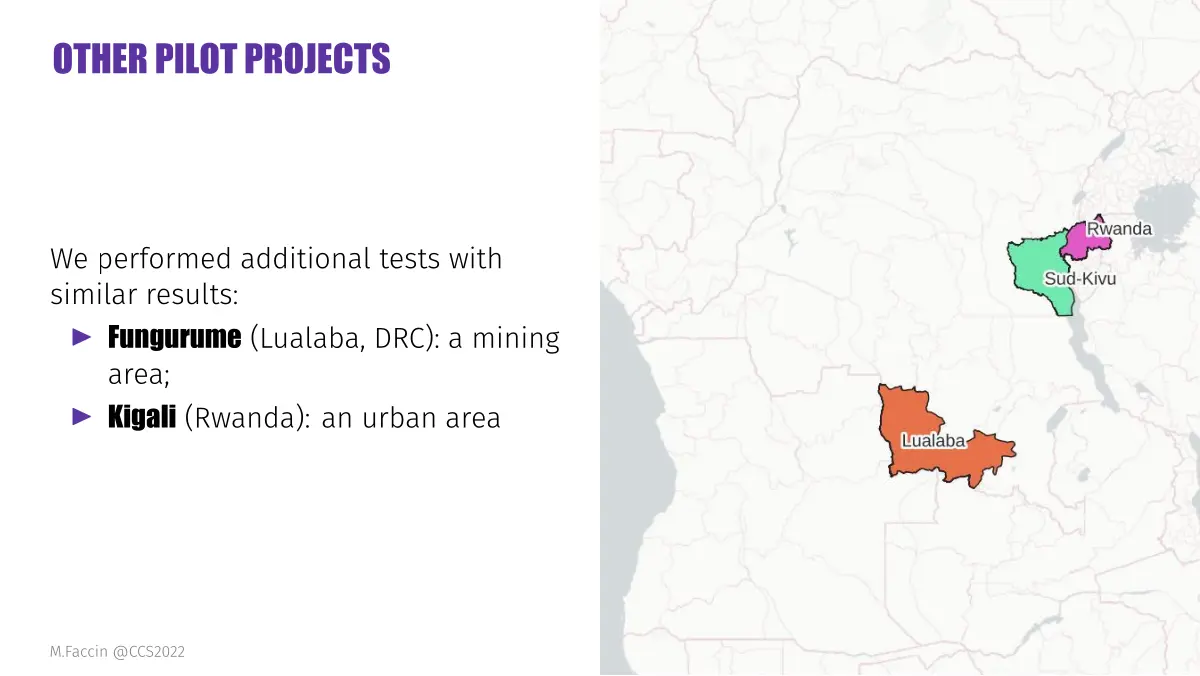 OTHER PILOT PROJECTS
We performed additional tests with
similar results:
► Fungurume (Lualaba, DRC): a mining
area;
► Kigali (Rwanda): an urban area
Rwanda
Sud-Kivu
Lualaba
M.Faccin @CCS2022